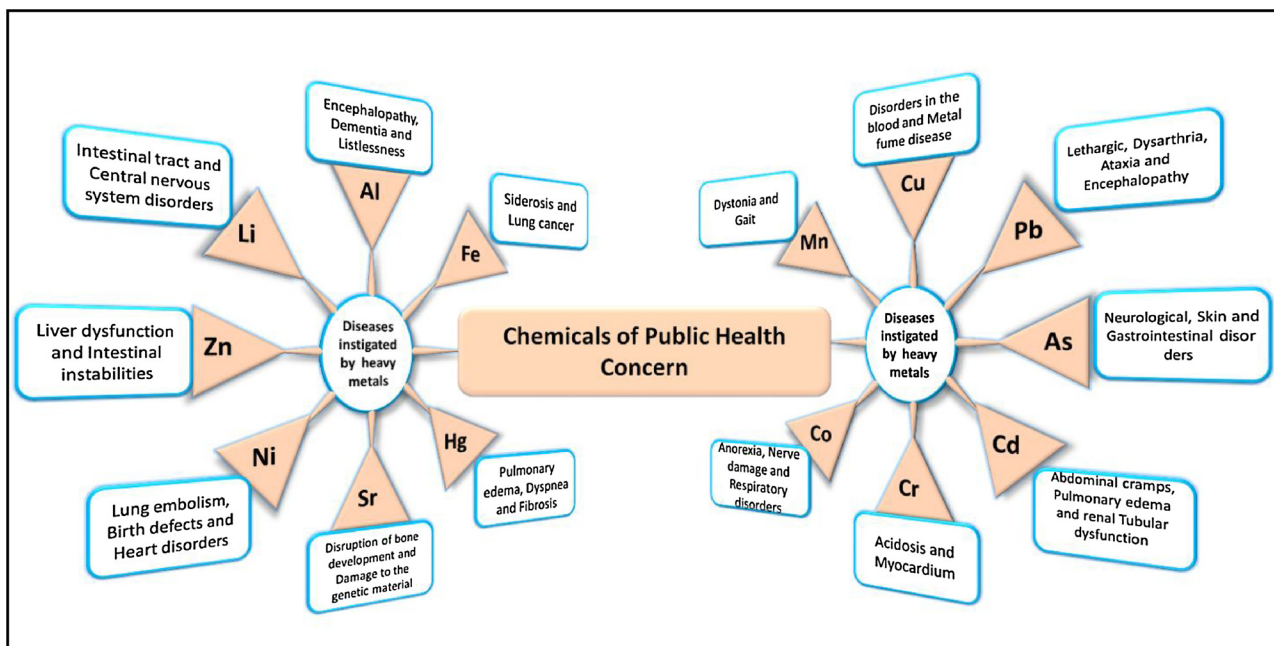 Encephalopathy,
Dementia and
Listlessness
Al
Intestinal tract and
Central nervous
system disorders
Li
Siderosis and
Lung cancer
Fe
Liver dysfunction
and Intestinal
instabilities
Zn
Diseases
instigated
by heavy
metals
Lung embolism,
Birth defects and
Heart disorders
Ni
Sr
Disruption of bone
development and
Damage to the
genetic material
Hg
Pulmonary
edema, Dyspnea
and Fibrosis
Chemicals of Public Health
Concern
Disorders in the
blood and Metal
fume disease
Cu
Dystonia and
Gait
Mn
Lethargic, Dysarthria,
Ataxia and
Encephalopathy
Pb
Diseases
instigated
by heavy
metals
As
Neurological, Skin and
Gastrointestinal disor
ders
Co
Anorexia, Nerve
damage and
Respiratory
disorders
Cr
Acidosis and
Myocardium
Cd
Abdominal cramps,
Pulmonary edema
and renal Tubular
dysfunction